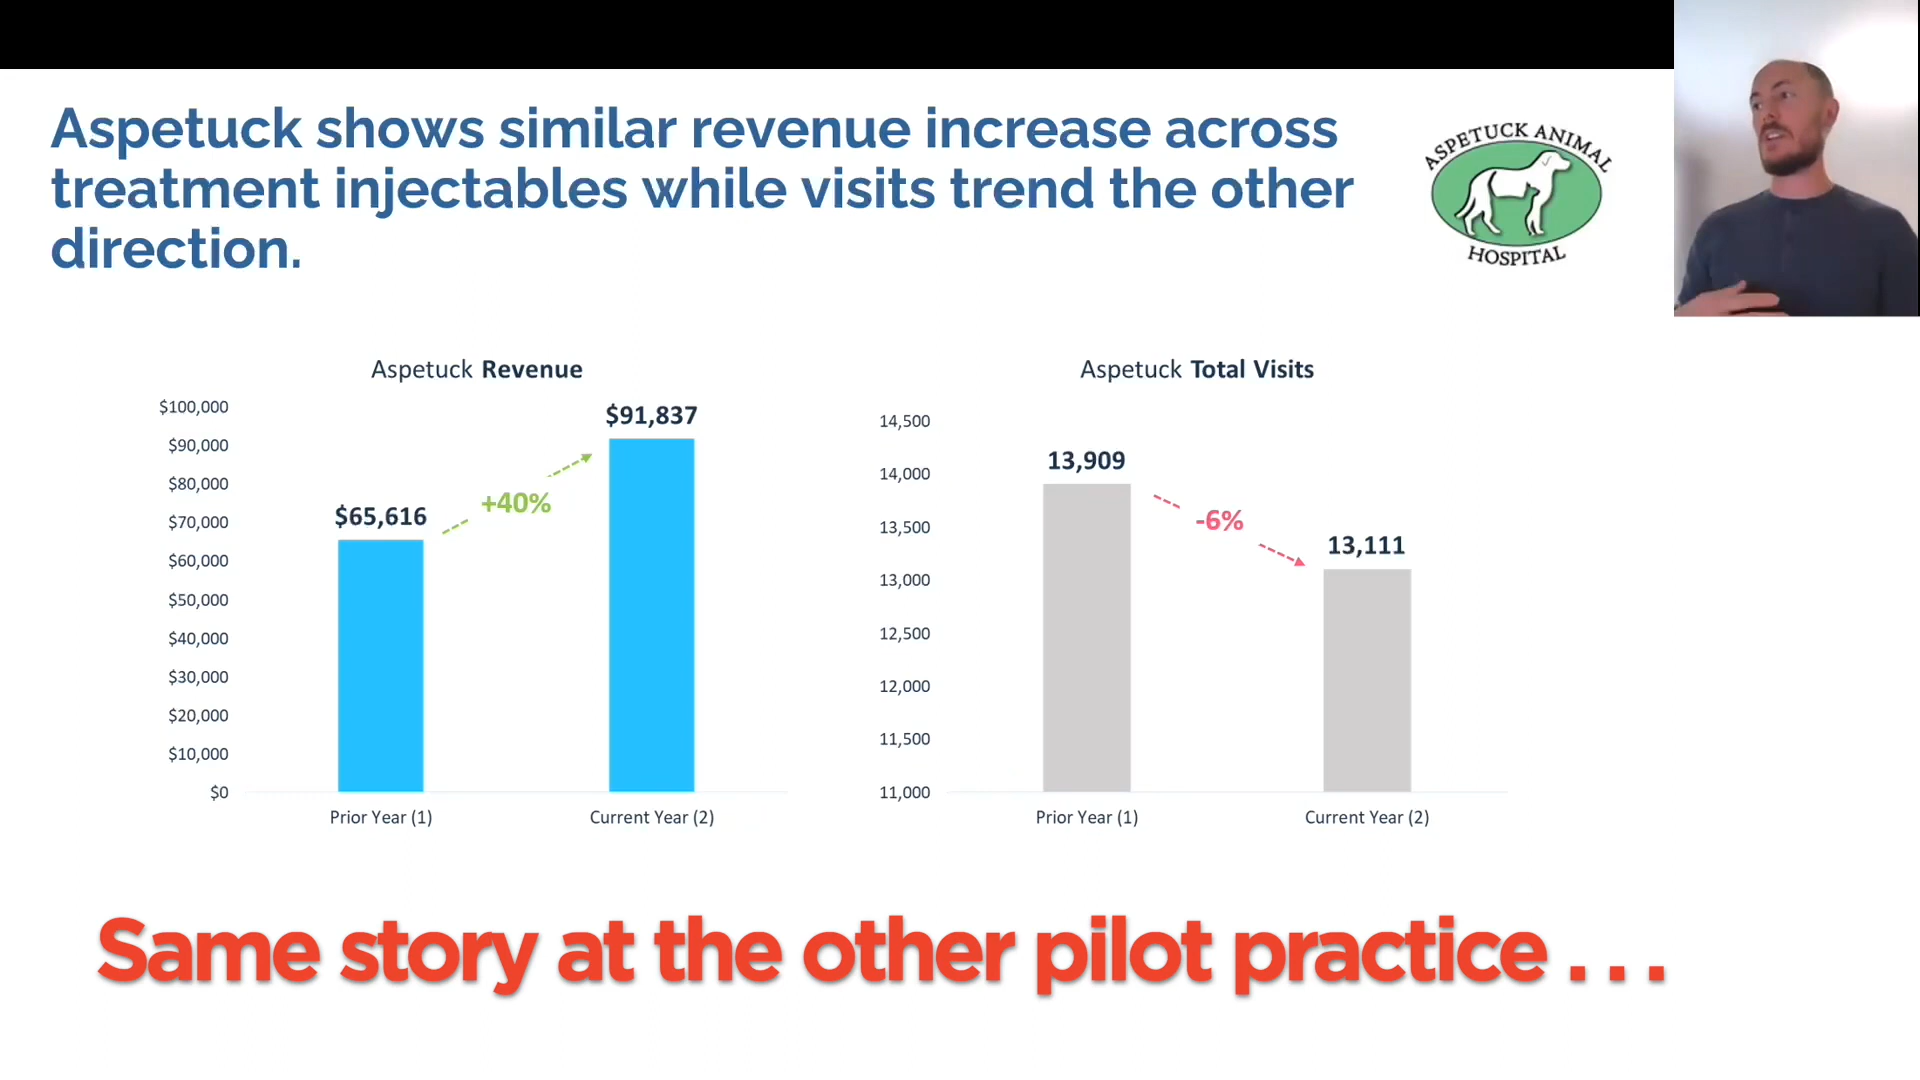 Aspetuck shows similar revenue increase across
treatment injectables while visits trend the other
direction.
ASPETUCK ANIMAL
HOSPITAL
Aspetuck Revenue
$100,000
$90,000
$80,000
$70,000
$60,000
$50,000
$40,000
$30,000
$20,000
$10,000
$0
$65,616
+40%
$91,837
Prior Year (1)
Current Year (2)
Aspetuck Total Visits
14,500
14,000
13,500
13,000
12,500
12,000
11,500
11,000
13,909
-6%
13,111
Prior Year (1)
Current Year (2)
Same story at the other pilot practice . . .